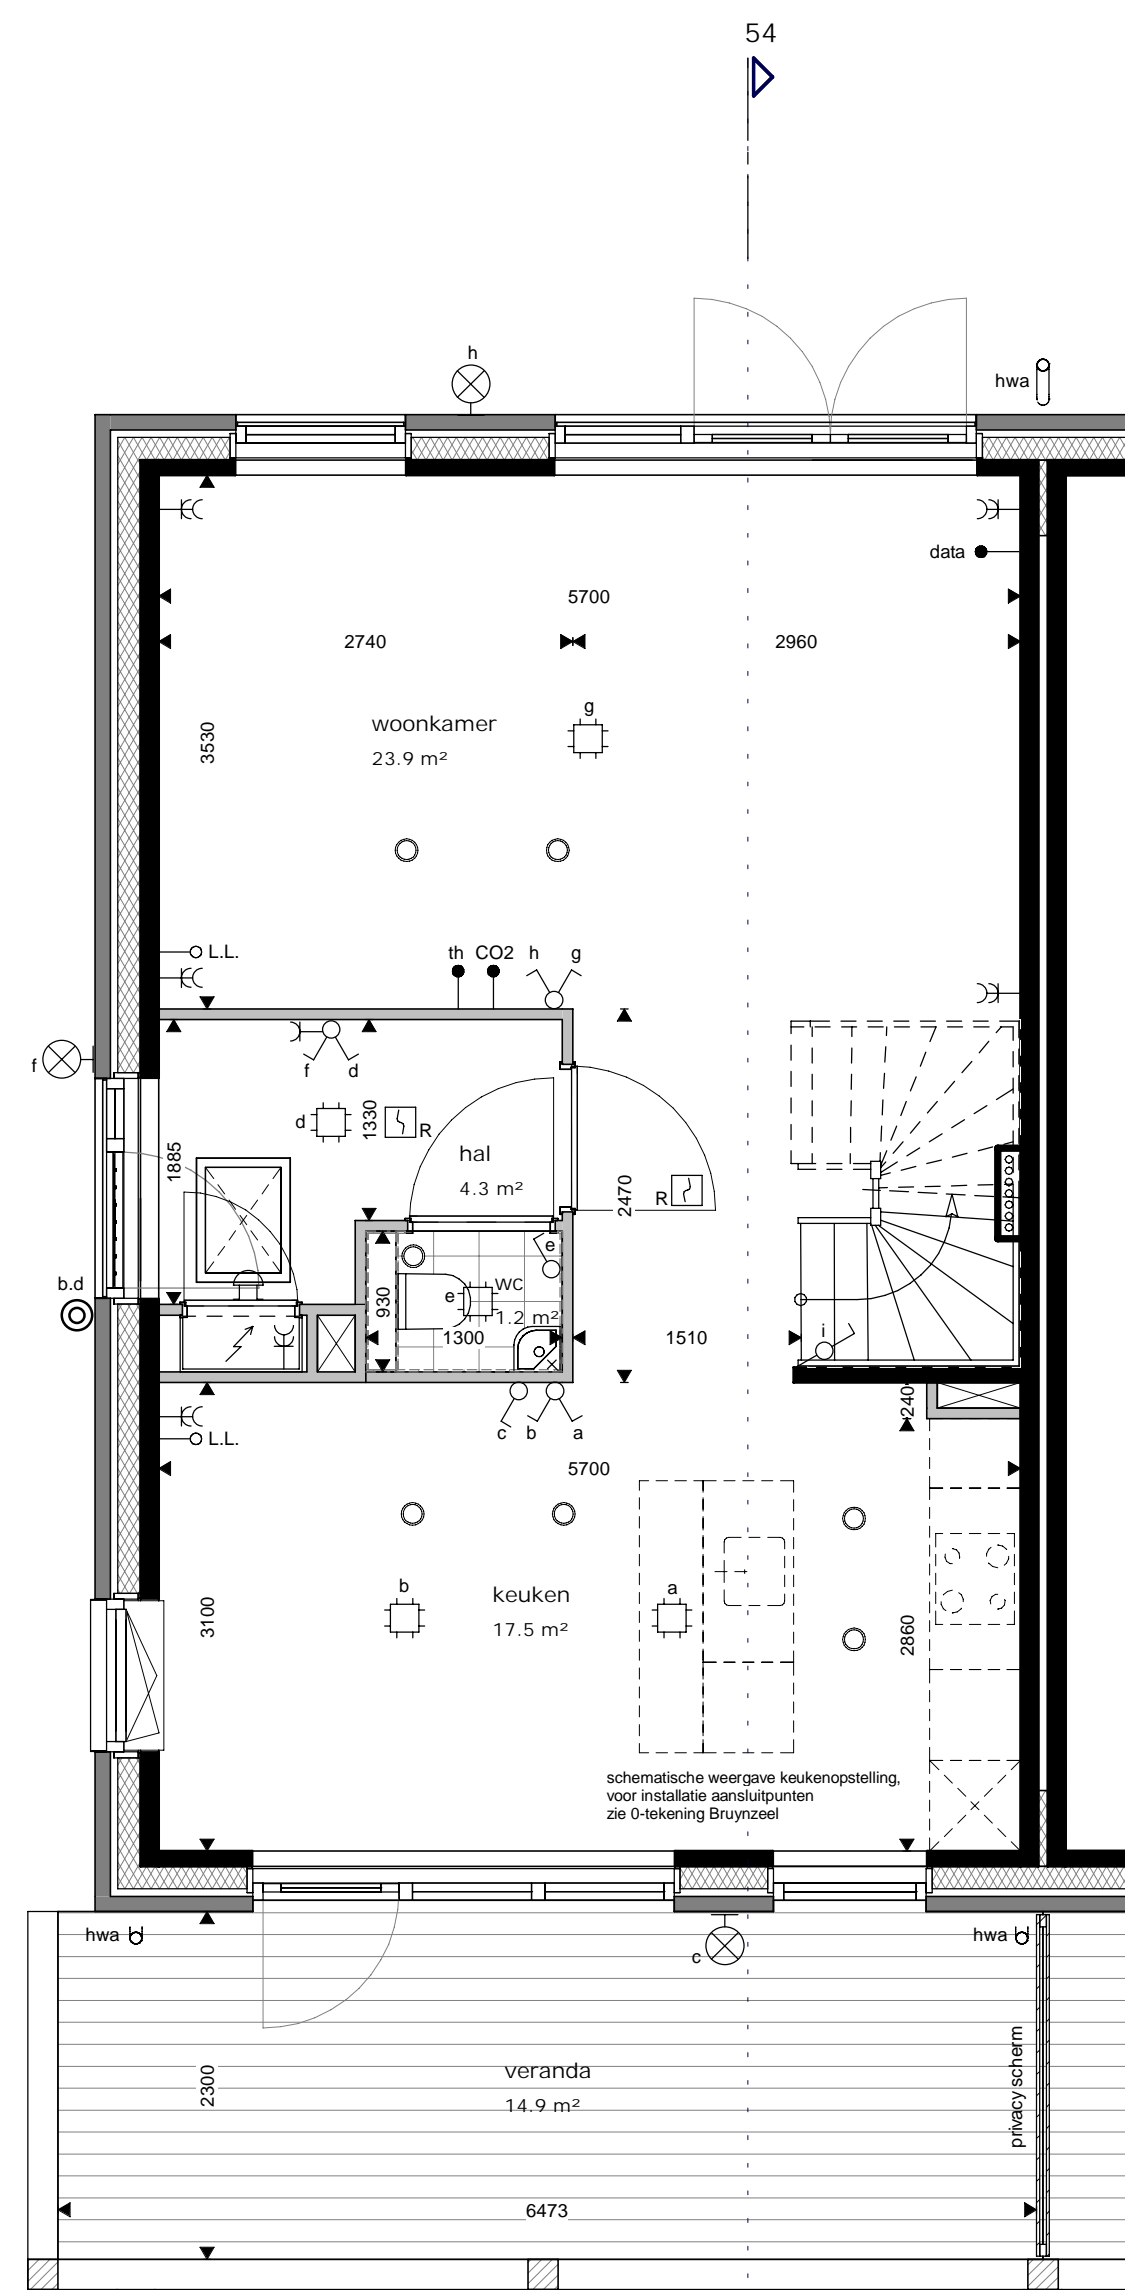 54
h
hwa
data
5700
2740
2960
g
woonkamer
23.9 m²
3530
L.L.
th
CO2
h
g
f
f
d
d
1330
R
hal
4.3 m²
1885
2470
R
e
b.d
930
e
wc
1.2 m²
1300
1510
i
240
c
b
a
L.L.
5700
b
keuken
17.5 m²
a
3100
2860
schematische weergave keukenopstelling,
voor installatie aansluitpunten
zie 0-tekening Bruynzeel
hwa
c
hwa
veranda
14.9 m²
2300
privacy scherm
6473